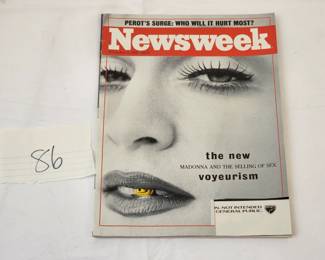 PEROT'S SURGE: WHO WILL IT HURT MOST?
Newsweek
86
the new
MADONNA AND THE SELLING OF SEX
voyeurism
NOT INTENDED
GENERAL PUBLIC.